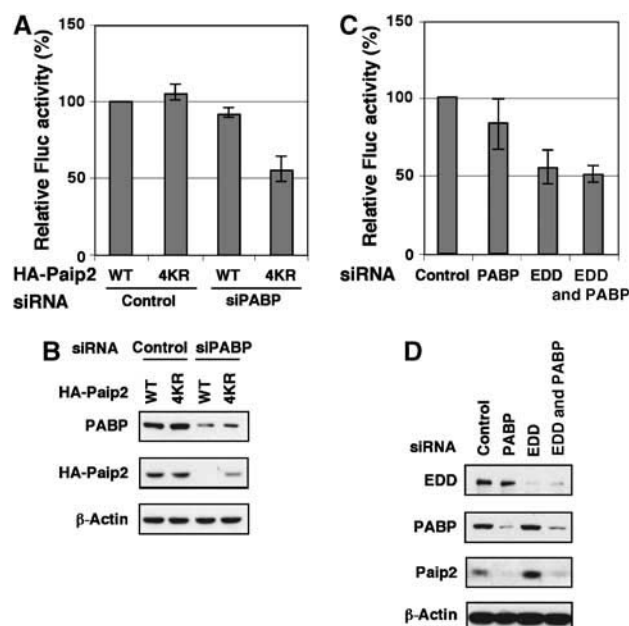 A
Relative Fluc activity (%)
150
100
50
0
HA-Paip2 WT 4KR WT 4KR
siRNA Control siPABP
B
siRNA Control siPABP
HA-Paip2 WT 4KR WT 4KR
PABP
HA-Paip2
β-Actin
C
Relative Fluc activity (%)
150
100
50
0
siRNA Control PABP EDD EDD
and PABP
D
siRNA Control PABP EDD EDD and PABP
EDD
PABP
Paip2
β-Actin